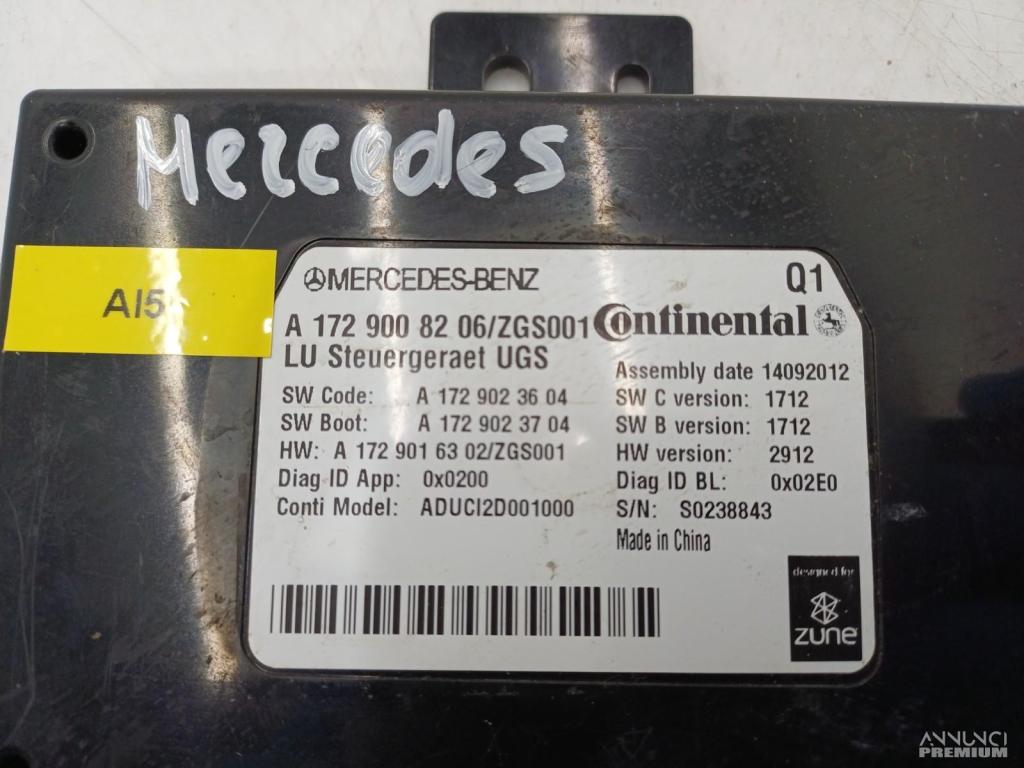 Mercedes
AI5
MERCEDES-BENZ
Q1
A 172 900 82 06/ZGS001
Continental
LU Steuergeraet UGS
Assembly date 14092012
SW Code: A 172 902 36 04
SW C version: 1712
SW Boot: A 172 902 37 04
SW B version: 1712
HW: A 172 901 63 02/ZGS001
HW version: 2912
Diag ID App: 0x0200
Diag ID BL: 0x02E0
Conti Model: ADUCI2D001000
S/N: S0238843
Made in China
designed for
zune
ANNUNCI
PREMIUM